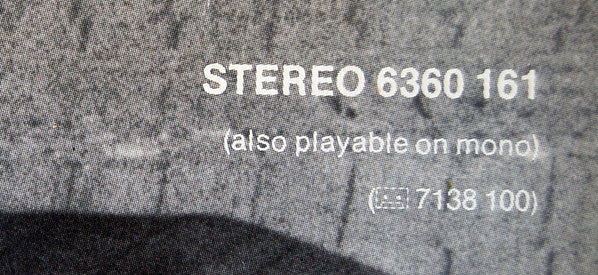 STEREO 6360 161
(also playable on mono)
(7138 100)